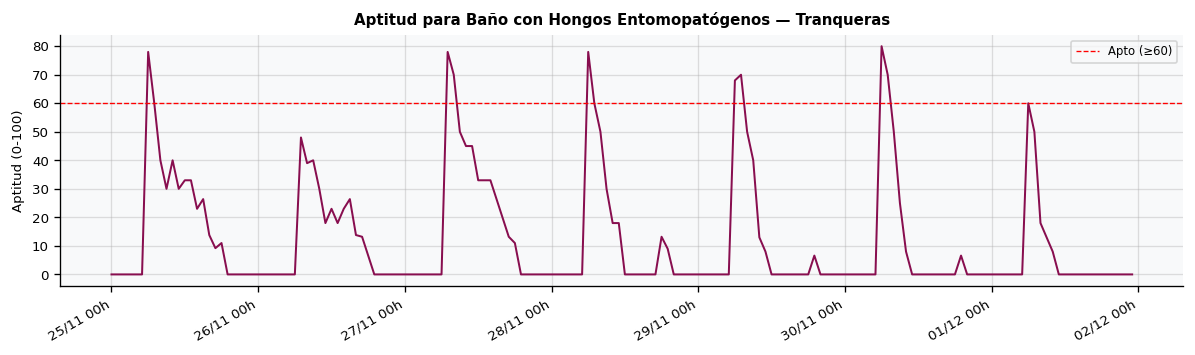 Aptitud para Baño con Hongos Entomopatógenos — Tranqueras
Apto (≥60)
Aptitud (0-100)
80
70
60
50
40
30
20
10
0
25/11 00h
26/11 00h
27/11 00h
28/11 00h
29/11 00h
30/11 00h
01/12 00h
02/12 00h